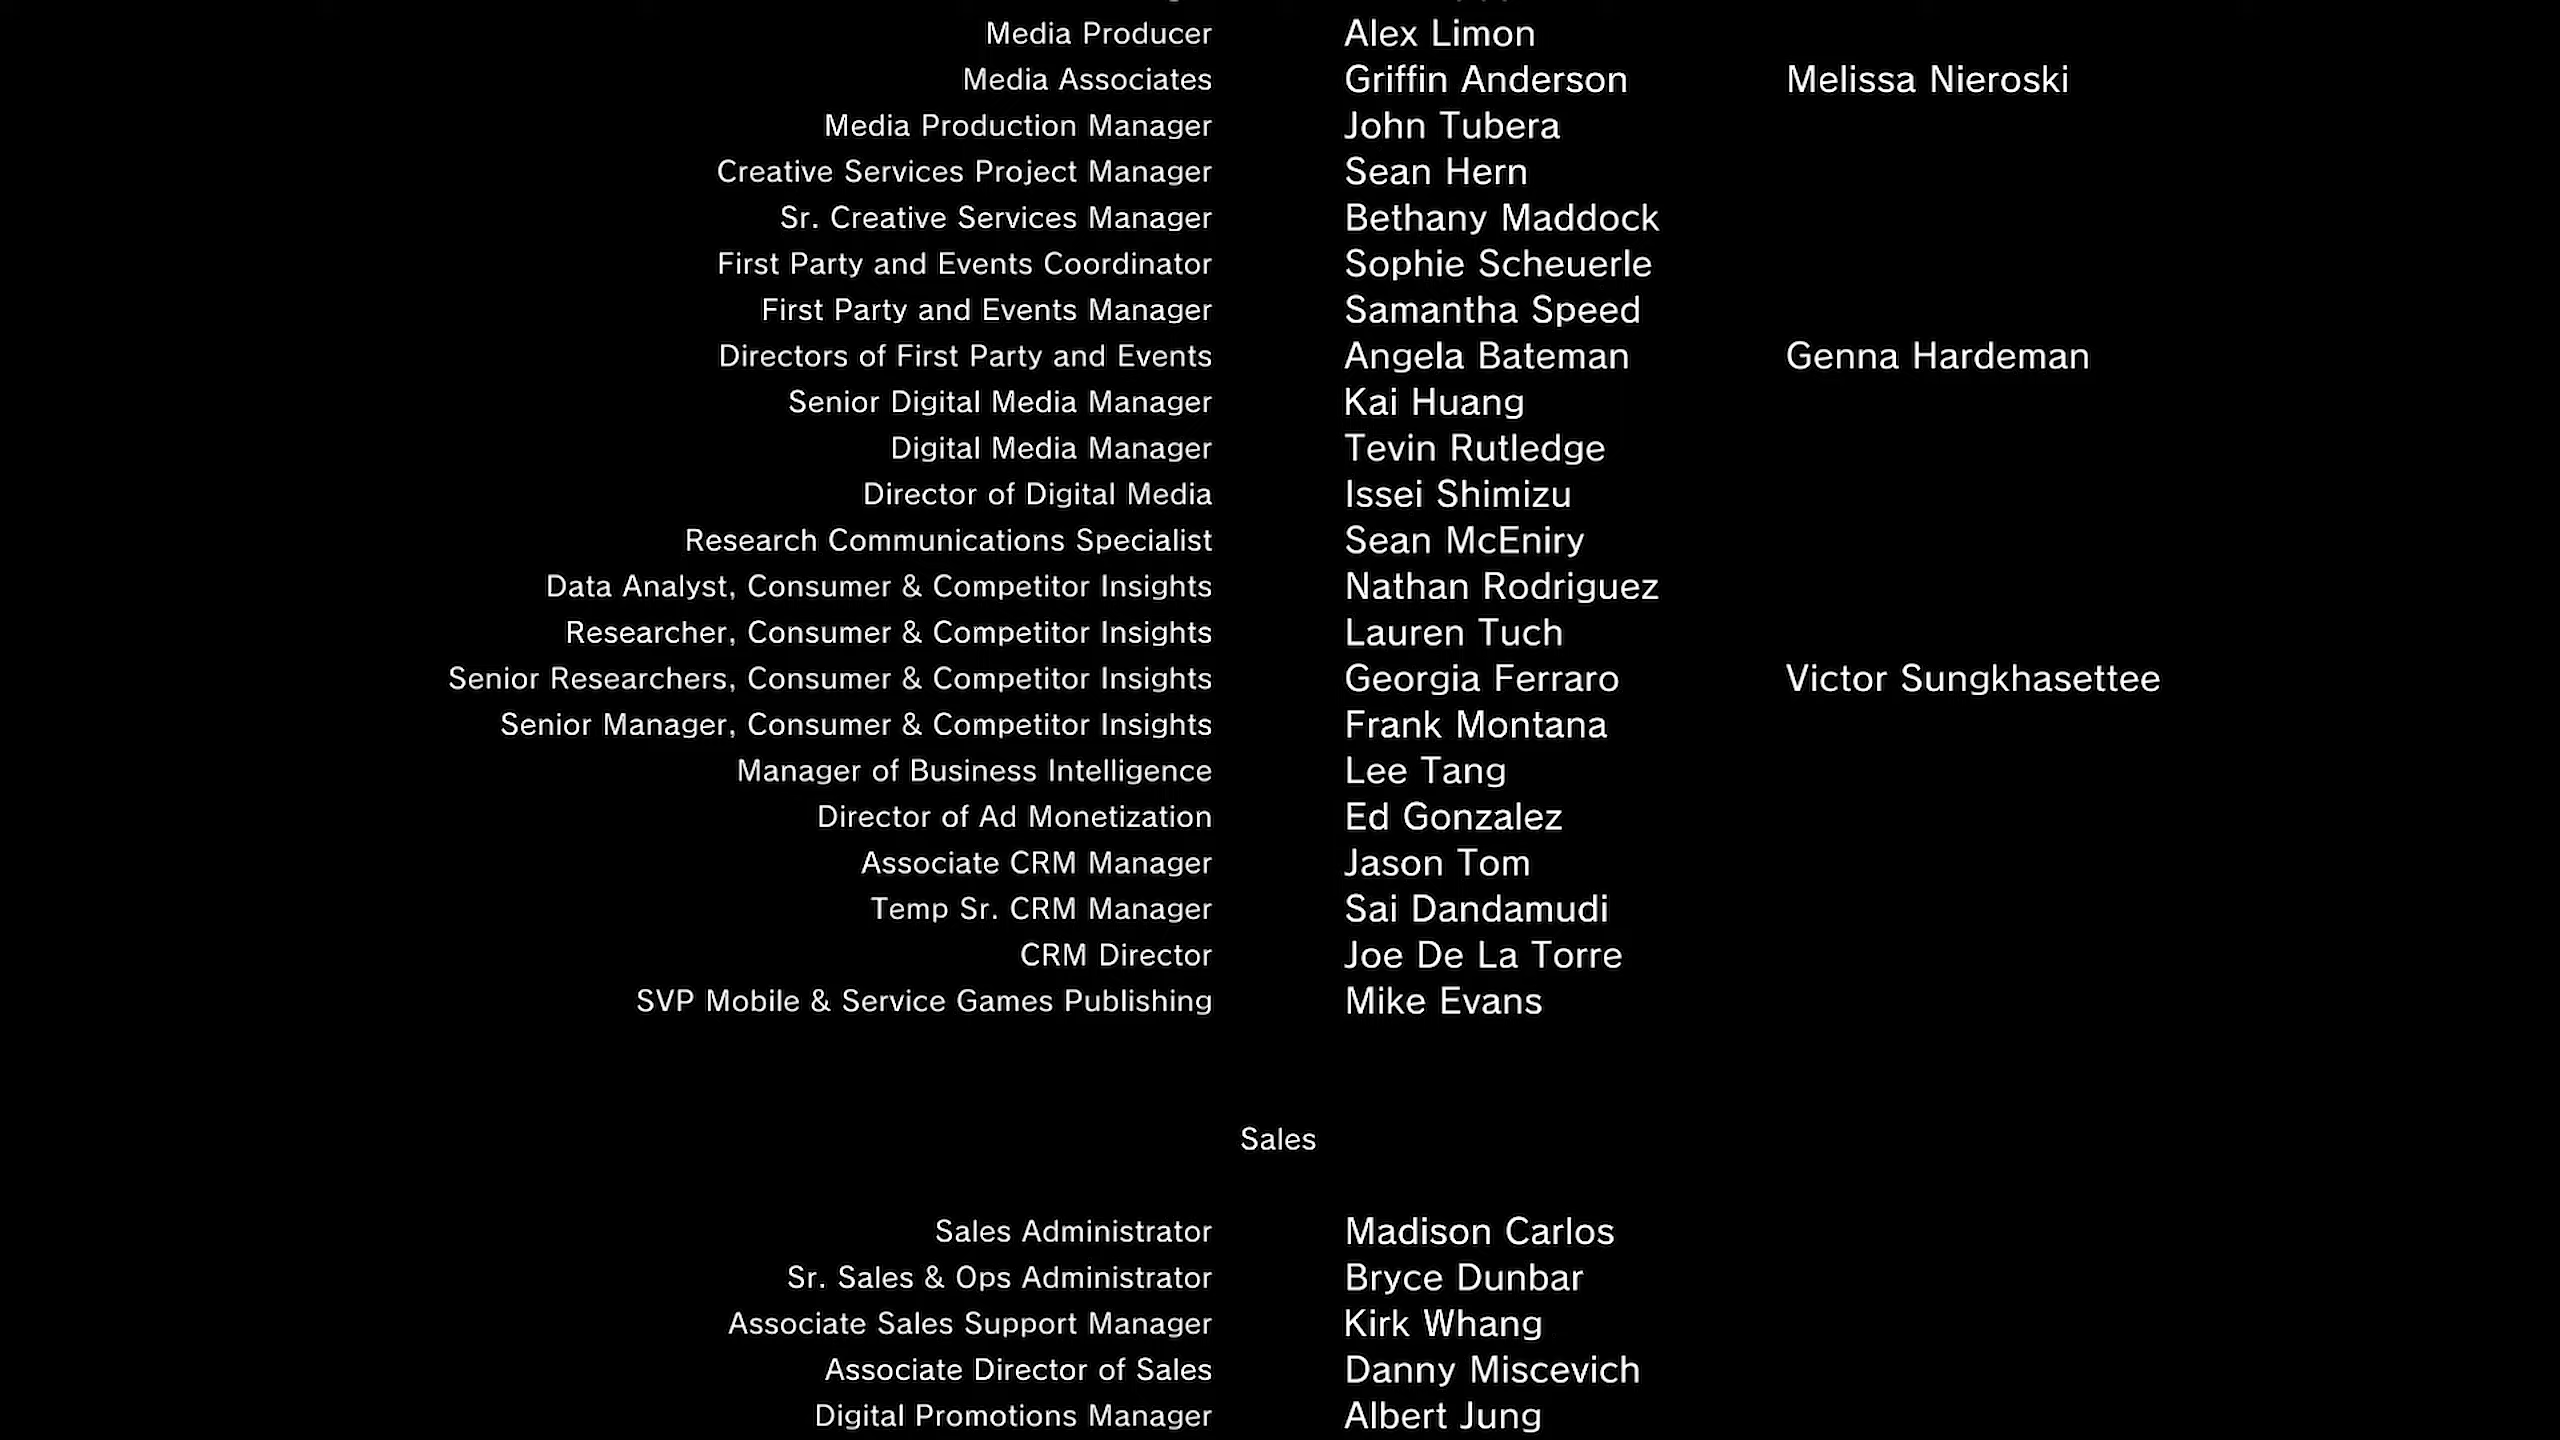 Media Producer Alex Limon
Media Associates Griffin Anderson Melissa Nieroski
Media Production Manager John Tubera
Creative Services Project Manager Sean Hern
Sr. Creative Services Manager Bethany Maddock
First Party and Events Coordinator Sophie Scheuerle
First Party and Events Manager Samantha Speed
Directors of First Party and Events Angela Bateman Genna Hardeman
Senior Digital Media Manager Kai Huang
Digital Media Manager Tevin Rutledge
Director of Digital Media Issei Shimizu
Research Communications Specialist Sean McEniry
Data Analyst, Consumer & Competitor Insights Nathan Rodriguez
Researcher, Consumer & Competitor Insights Lauren Tuch
Senior Researchers, Consumer & Competitor Insights Georgia Ferraro Victor Sungkhasettee
Senior Manager, Consumer & Competitor Insights Frank Montana
Manager of Business Intelligence Lee Tang
Director of Ad Monetization Ed Gonzalez
Associate CRM Manager Jason Tom
Temp Sr. CRM Manager Sai Dandamudi
CRM Director Joe De La Torre
SVP Mobile & Service Games Publishing Mike Evans
Sales
Sales Administrator Madison Carlos
Sr. Sales & Ops Administrator Bryce Dunbar
Associate Sales Support Manager Kirk Whang
Associate Director of Sales Danny Miscevich
Digital Promotions Manager Albert Jung